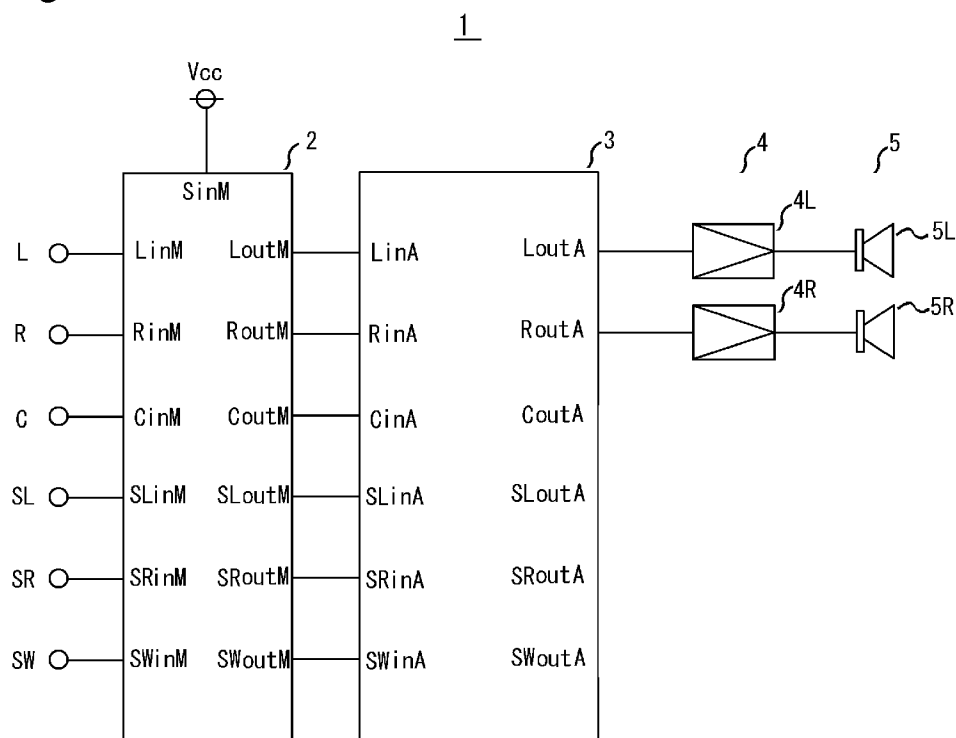 1
Vcc
2
3
4
5
SinM
4L
5L
L
LinM
LoutM
LinA
LoutA
4R
5R
R
RinM
RoutM
RinA
RoutA
C
CinM
CoutM
CinA
CoutA
SL
SLinM
SLoutM
SLinA
SLoutA
SR
SRinM
SRoutM
SRinA
SRoutA
SW
SWinM
SWoutM
SWinA
SWoutA